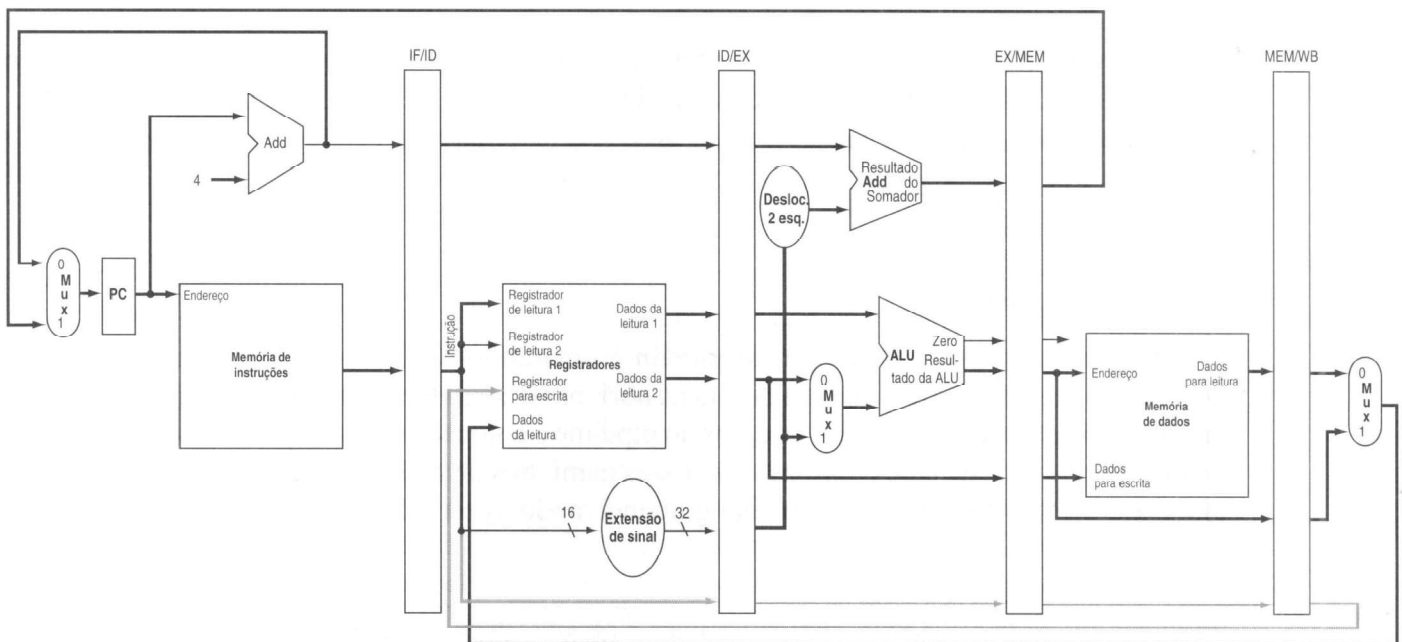 IF/ID
ID/EX
EX/MEM
MEM/WB
Add
4
Resultado
Add do
Somador
Desloc.
2 esq.
0
M
u
x
1
PC
Endereço
Memória de
instruções
Instrução
Registrador
de leitura 1
Registrador
de leitura 2
Registradores
Registrador
para escrita
Dados
da leitura
Dados da
leitura 1
Dados da
leitura 2
0
M
u
x
1
Zero
ALU Resul-
tado da ALU
Endereço
Dados
para leitura
Memória
de dados
Dados
para escrita
0
M
u
x
1
16
Extensão
de sinal
32